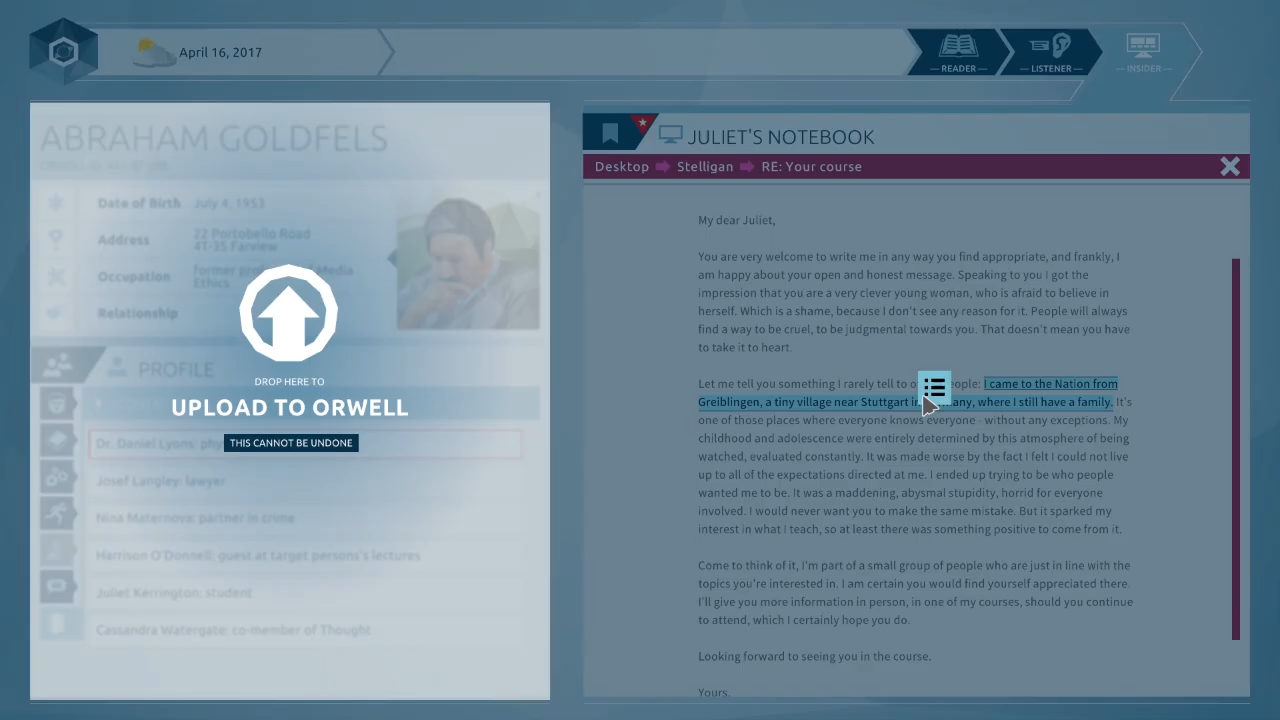 April 16, 2017
— READER —
— LISTENER —
— INSIDER —
ABRAHAM GOLDFELS
Date of Birth July 4, 1953
Address 22 Portobello Road
4T-35 Farview
Occupation former of Media
Ethics
Relationship
PROFILE
DROP HERE TO
UPLOAD TO ORWELL
THIS CANNOT BE UNDONE
Dr. Daniel Lyons:
Josef Langley: lawyer
Nina Maternova: partner in crime
Harrison O'Donnell: guest at target persons's lectures
Juliet Kerrington: student
Cassandra Watergate: co-member of Thought
JULIET'S NOTEBOOK
Desktop Stelligan RE: Your course
My dear Juliet,
You are very welcome to write me in any way you find appropriate, and frankly, I
am happy about your open and honest message. Speaking to you I got the
impression that you are a very clever young woman, who is afraid to believe in
herself. Which is a shame, because I don't see any reason for it. People will always
find a way to be cruel, to be judgmental towards you. That doesn't mean you have
to take it to heart.
Let me tell you something I rarely tell to people: I came to the Nation from
Greiblingen, a tiny village near Stuttgart in where I still have a family. It's
one of those places where everyone knows everyone - without any exceptions. My
childhood and adolescence were entirely determined by this atmosphere of being
watched, evaluated constantly. It was made worse by the fact I felt I could not live
up to all of the expectations directed at me. I ended up trying to be who people
wanted me to be. It was a maddening, abysmal stupidity, horrid for everyone
involved. I would never want you to make the same mistake. But it sparked my
interest in what I teach, so at least there was something positive to come from it.
Come to think of it, I'm part of a small group of people who are just in line with the
topics you're interested in. I am certain you would find yourself appreciated there.
I'll give you more information in person, in one of my courses, should you continue
to attend, which I certainly hope you do.
Looking forward to seeing you in the course.
Yours,